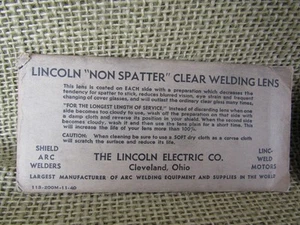 LINCOLN "NON SPATTER" CLEAR WELDING LENS
This lens is coated on EACH side with a preparation which decreases the
tendency for spatter to stick, reduces blurred vision, eye strain and frequent
changing of cover glasses, and will outlast the ordinary clear glass many times.
"FOR THE LONGEST LENGTH OF SERVICE," instead of discarding lens when one
side becomes too cloudy, wash off the preparation on that side with
a damp cloth and reverse its position in your shield. When the second side
becomes cloudy, wash it and then use the lens plain for a short time. This
will increase the life of your lens more than 100%.
CAUTION: When cleaning be sure to use a SOFT dry cloth as a coarse cloth
will scratch the surface and reduce its life.
SHIELD
ARC
WELDERS
THE LINCOLN ELECTRIC CO.
Cleveland, Ohio
LINC-
WELD
MOTORS
LARGEST MANUFACTURER OF ARC WELDING EQUIPMENT AND SUPPLIES IN THE WORLD